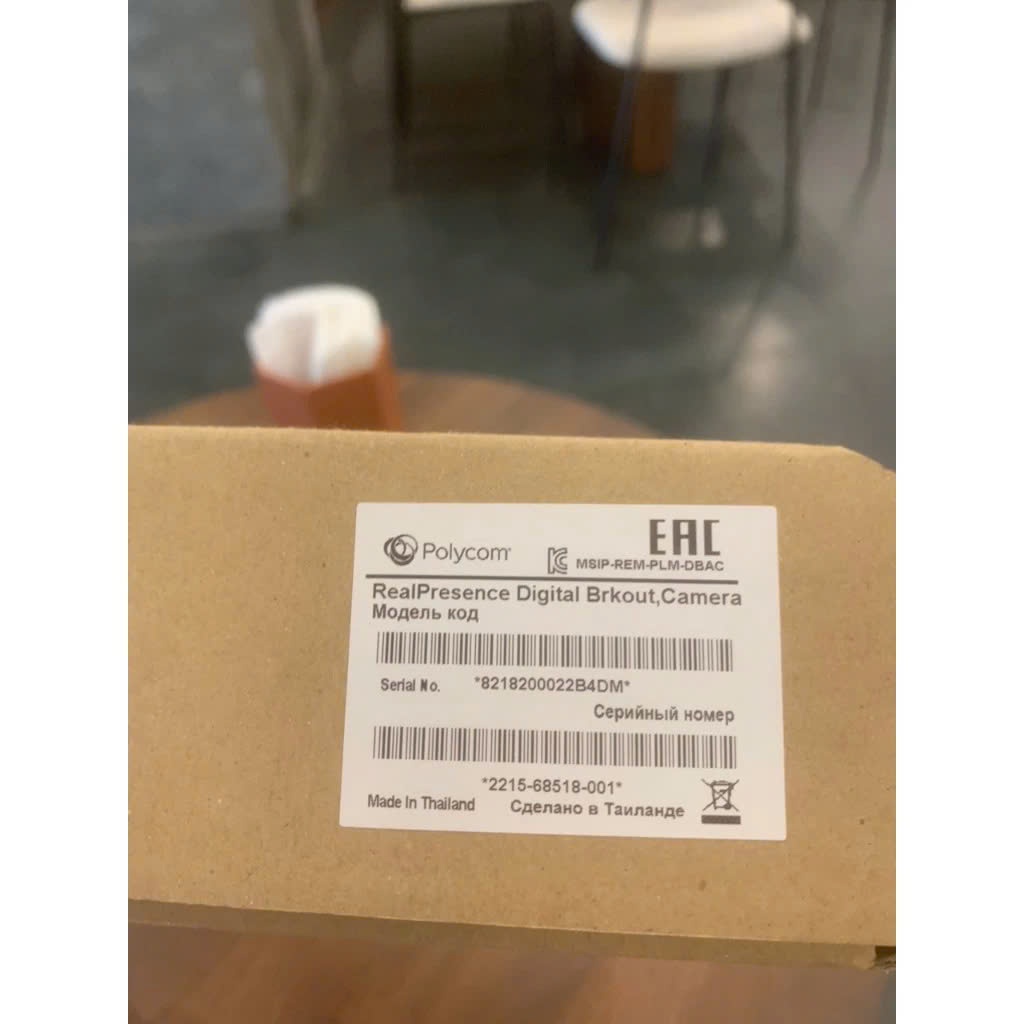 Polycom
EAC
MSIP-REM-PLM-DBAC
RealPresence Digital Brkout,Camera
Модель код
Serial No. *8218200022B4DM*
Серийный номер
*2215-68518-001*
Made In Thailand Сделано в Таиланде